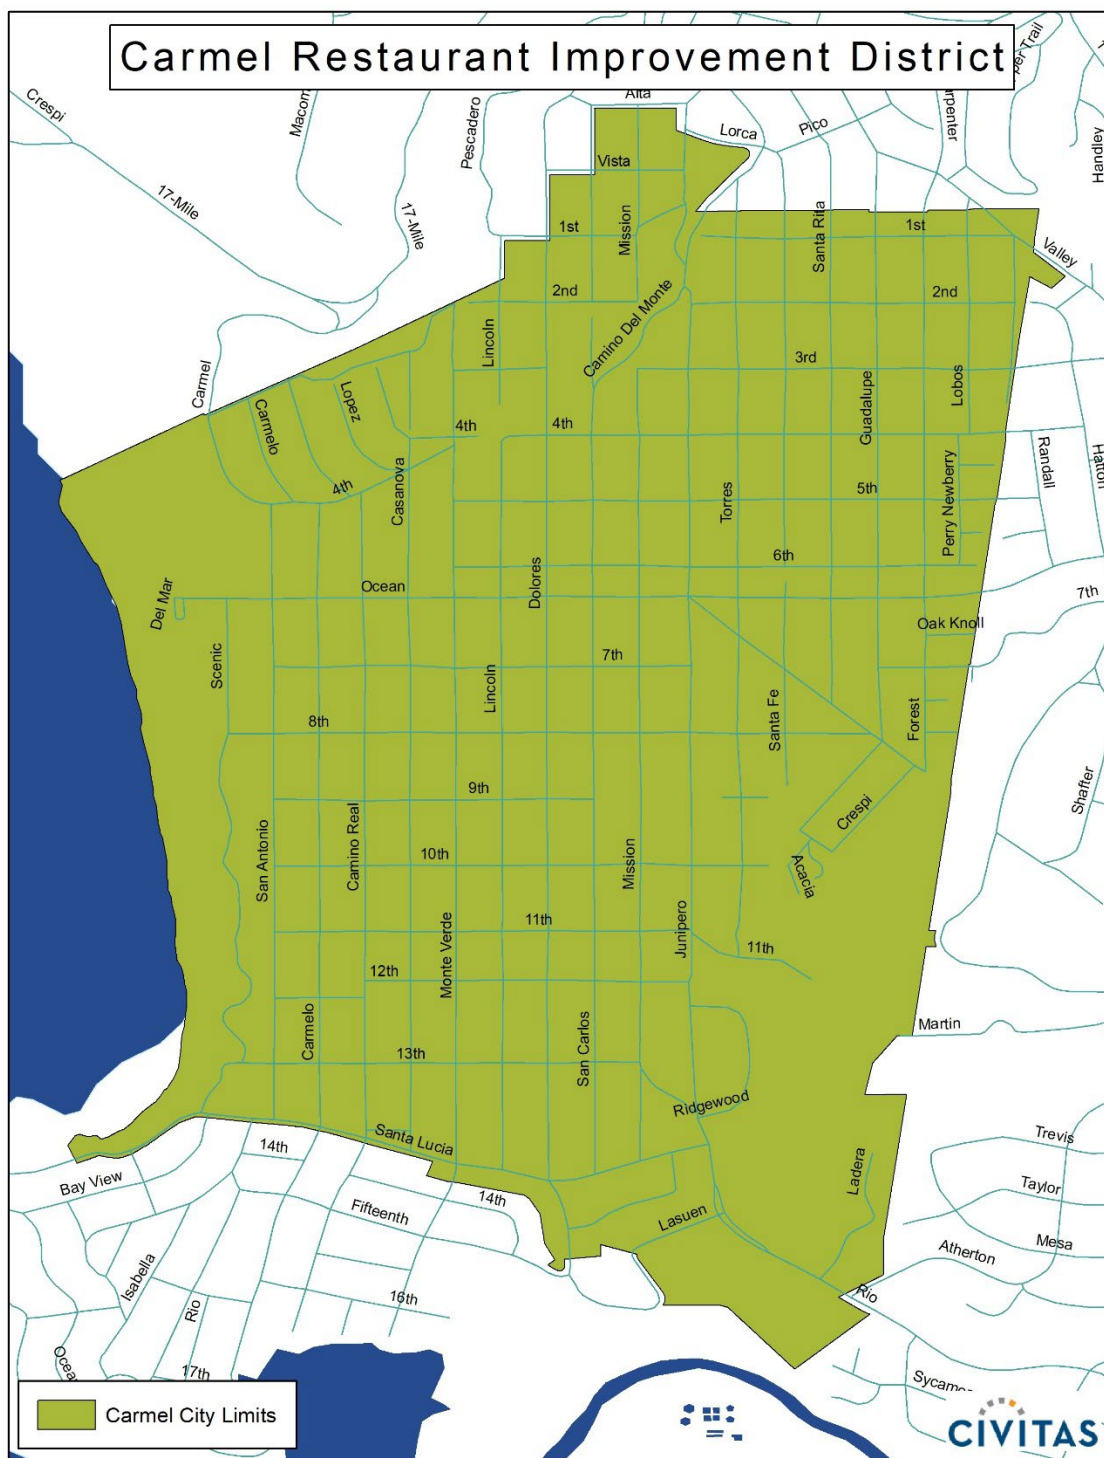 Carmel Restaurant Improvement District
Crespi
Pescadero
Alta
Lorca
Pico
Handley
17-Mile
17-Mile
Vista
1st
Mission
Santa Rita
1st
Valley
2nd
2nd
Camino Del Monte
Lincoln
3rd
Carmel
Carmelo
Lopez
Guadalupe
Lobos
4th
4th
Casanova
4th
Randall
Hatton
Torres
5th
Perry Newberry
6th
Dolores
Ocean
Del Mar
7th
Oak Knoll
Scenic
7th
Lincoln
8th
Santa Fe
Forest
9th
Shafter
Crespi
San Antonio
Camino Real
10th
Mission
Acacia
Monte Verde
11th
Junipero
11th
12th
Carmelo
San Carlos
Martin
13th
Ridgewood
Santa Lucia
14th
Trevis
Bay View
Ladera
Taylor
14th
Fifteenth
Lasuen
Mesa
Atherton
Isabella
Rio
16th
Rio
17th
Carmel City Limits
CIVITAS